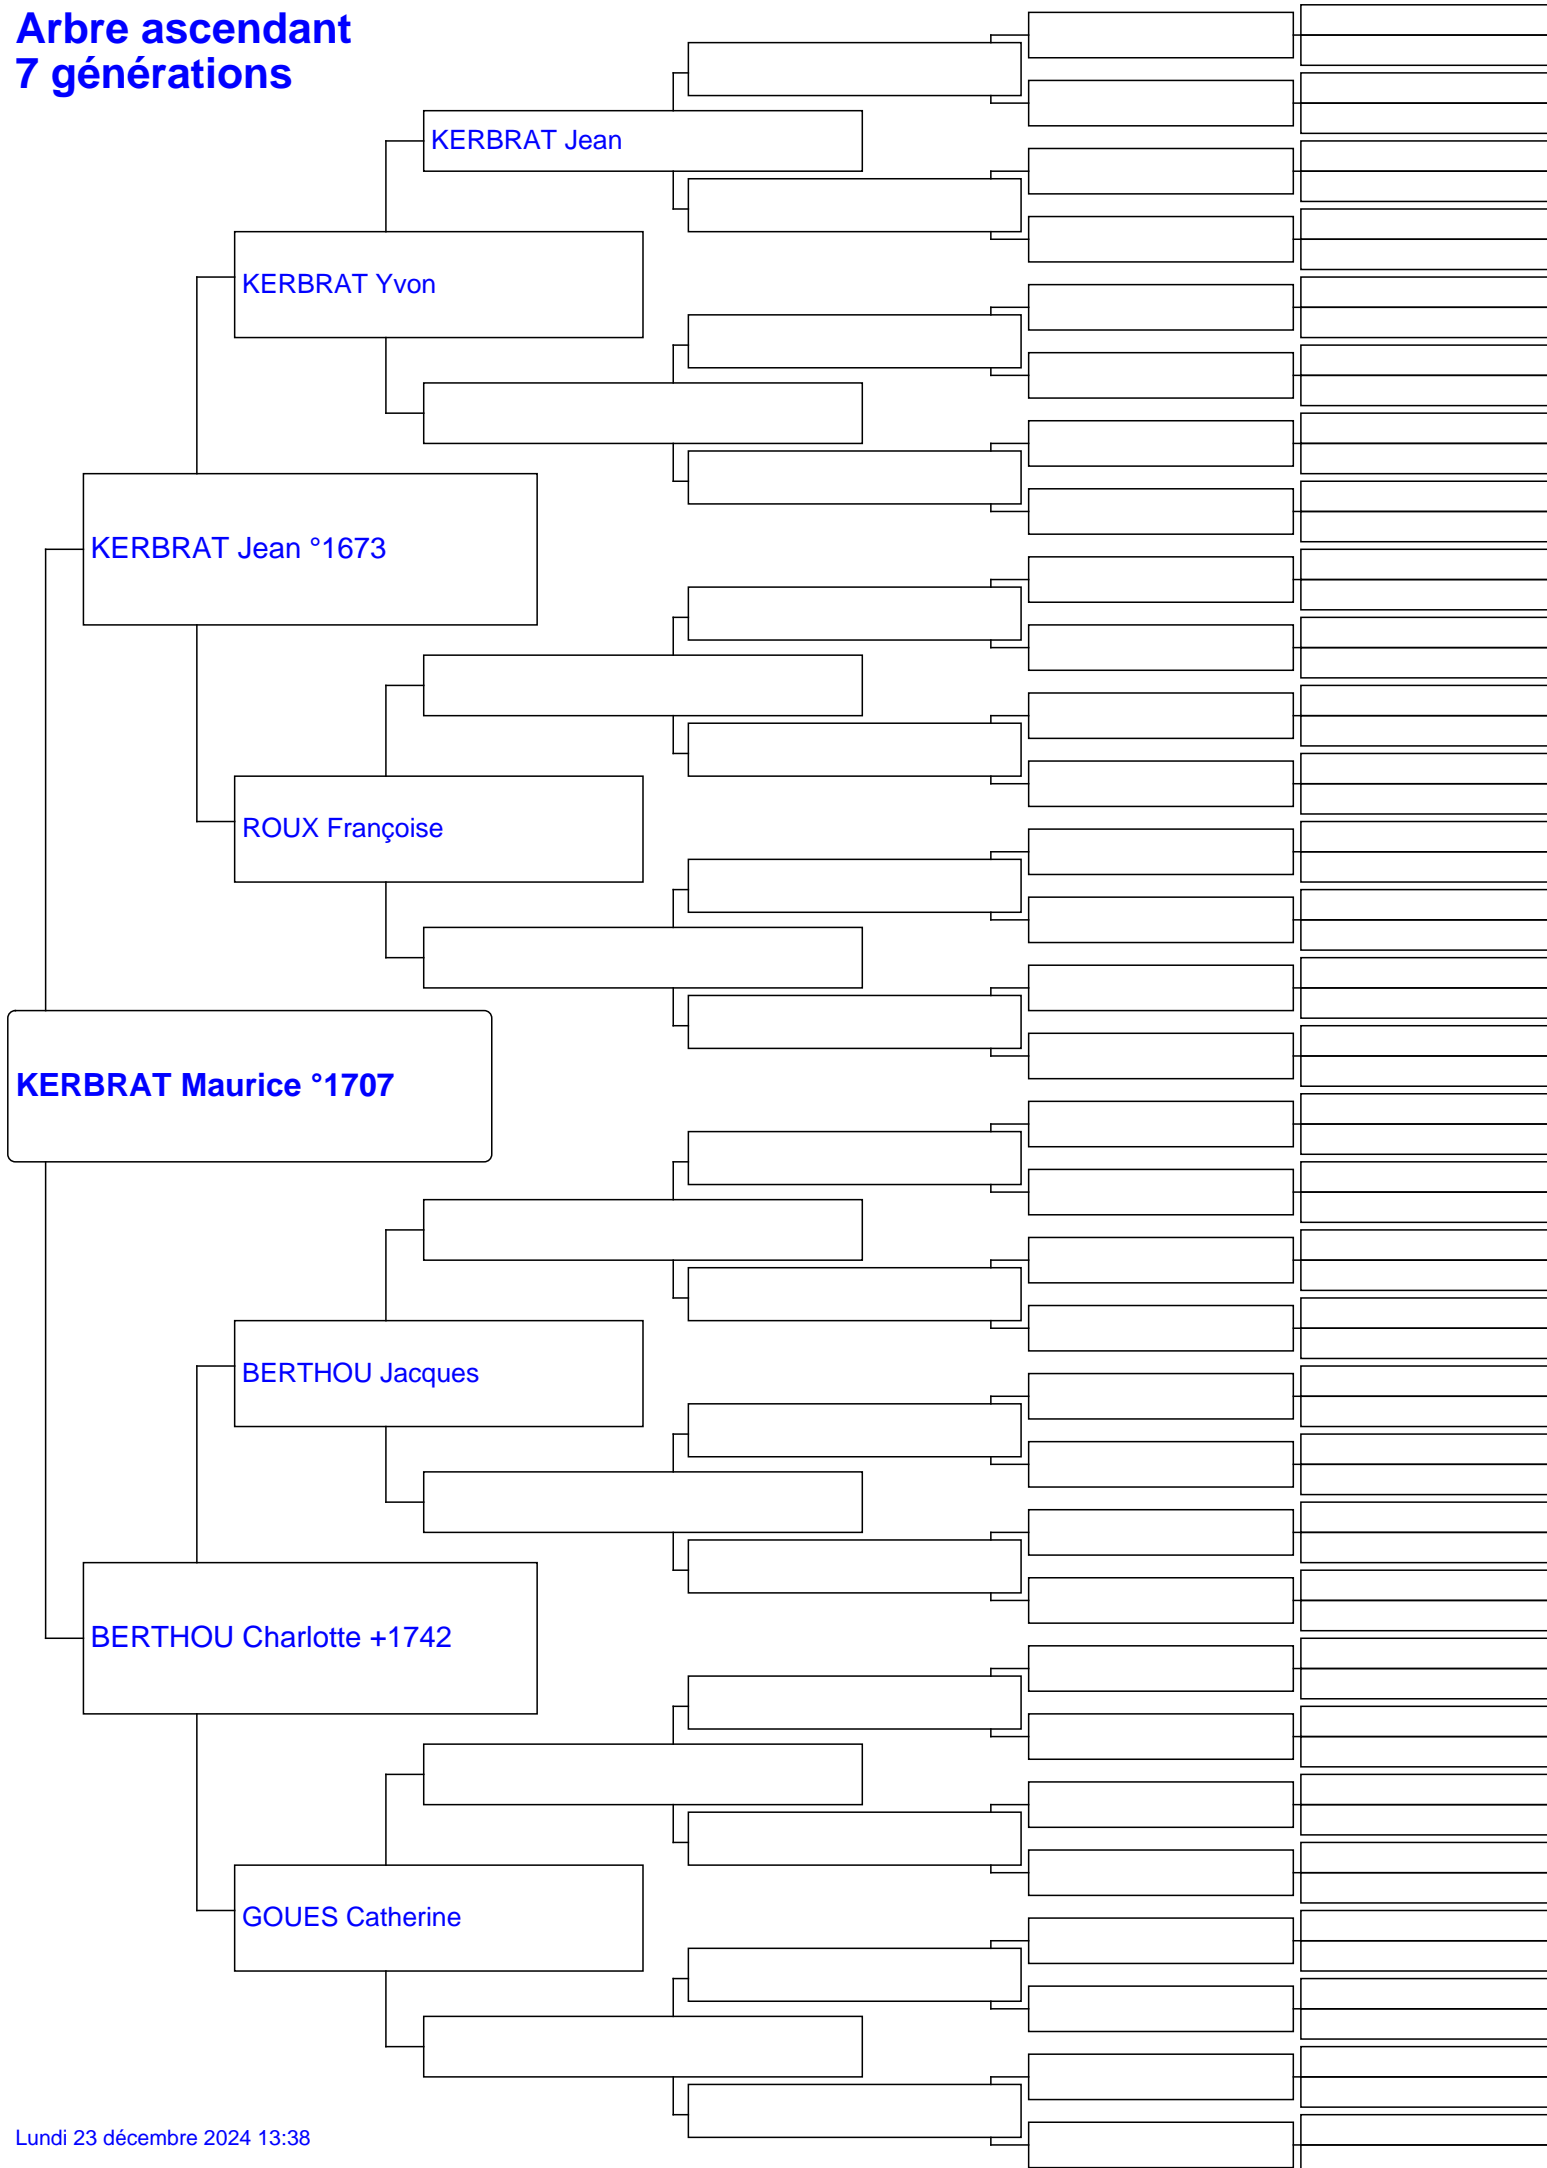 Arbre ascendant
7 générations
KERBRAT Jean
KERBRAT Yvon
KERBRAT Jean °1673
ROUX Françoise
KERBRAT Maurice °1707
BERTHOU Jacques
BERTHOU Charlotte +1742
GOUES Catherine
Lundi 23 décembre 2024 13:38